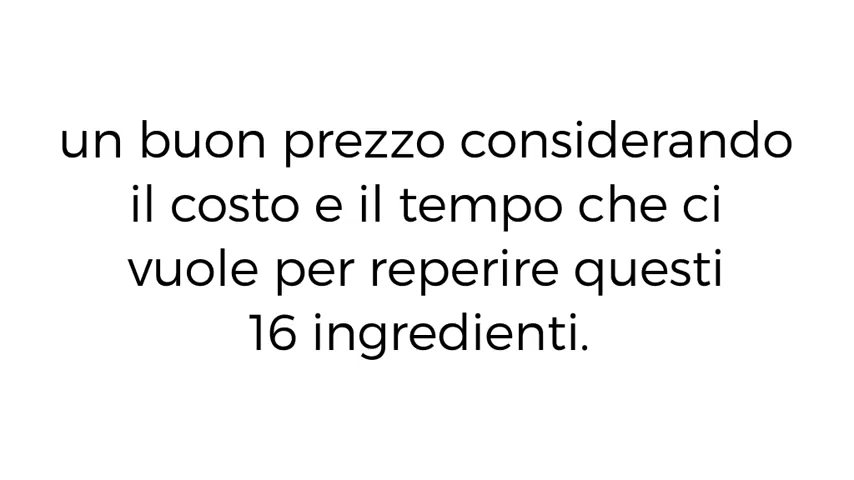 un buon prezzo considerando
il costo e il tempo che ci
vuole per reperire questi
16 ingredienti.